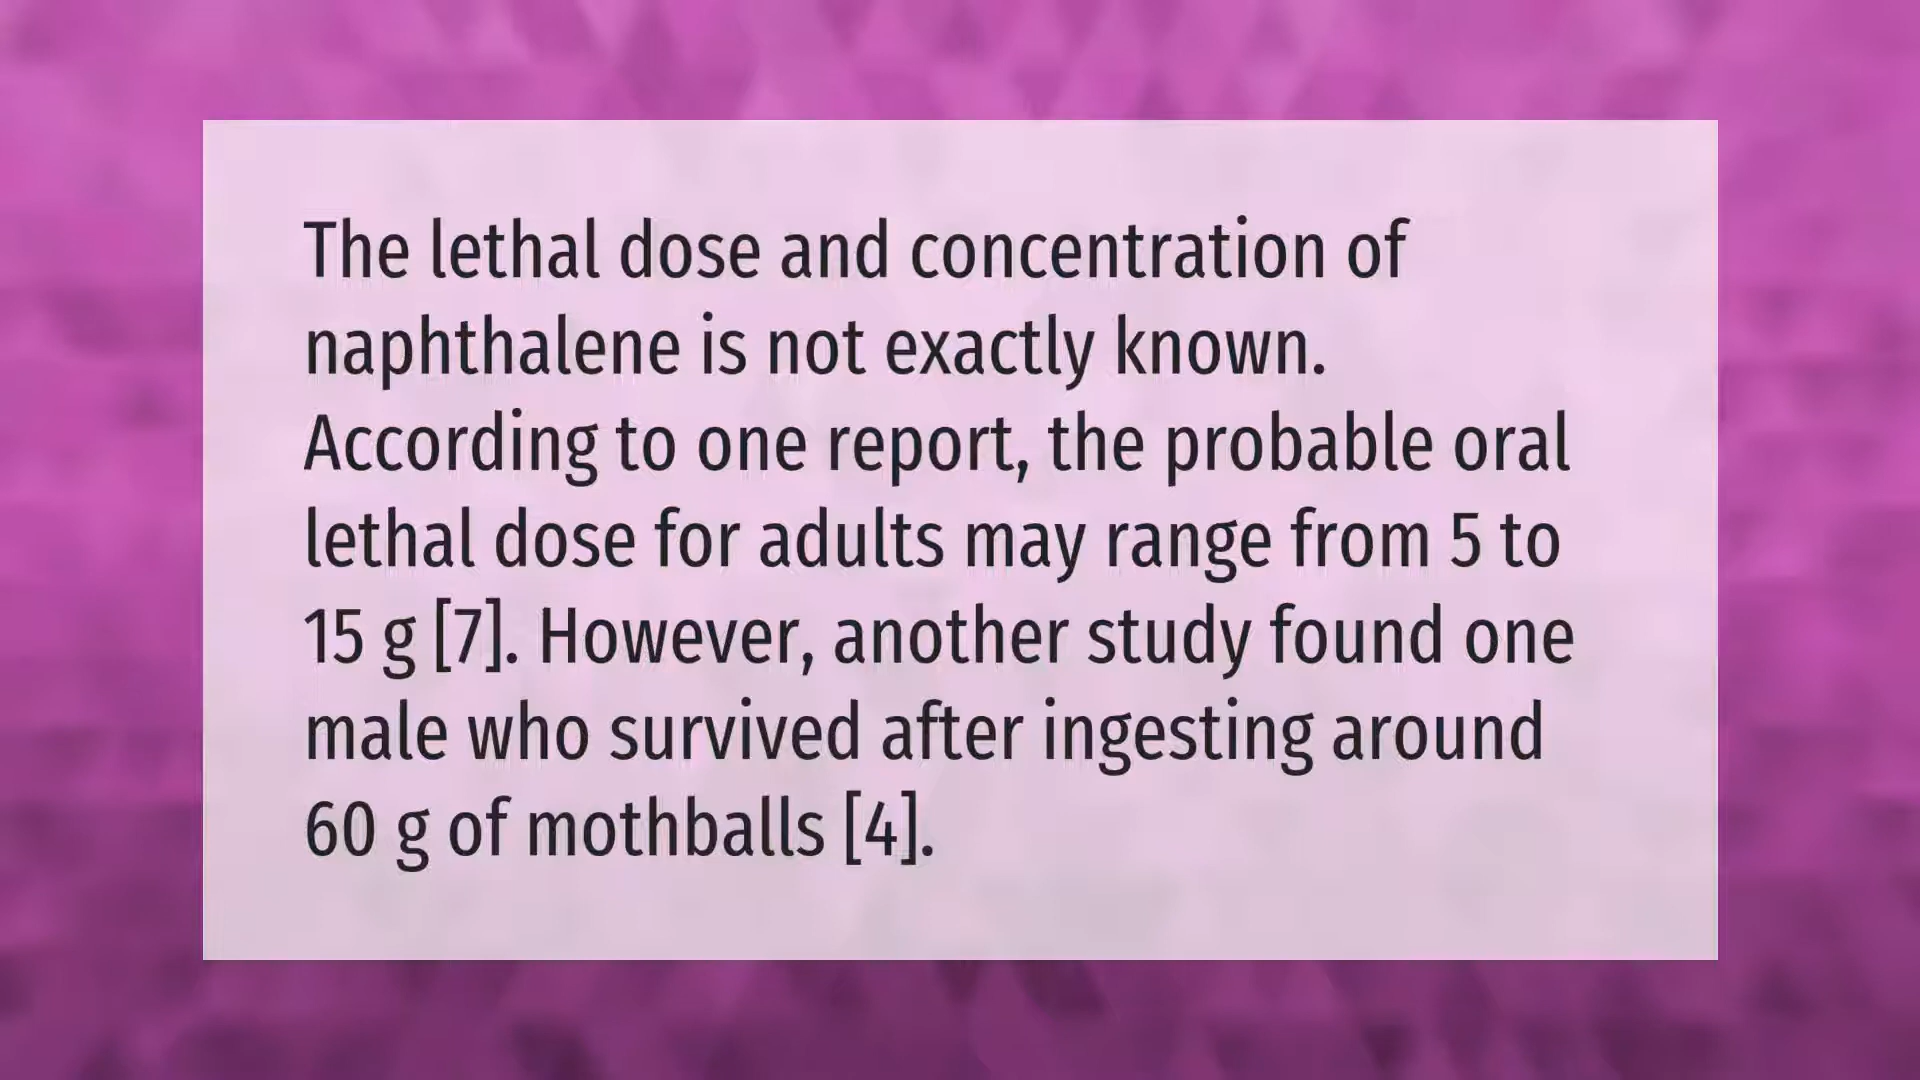 The lethal dose and concentration of
naphthalene is not exactly known.
According to one report, the probable oral
lethal dose for adults may range from 5 to
15 g [7]. However, another study found one
male who survived after ingesting around
60 g of mothballs [4].